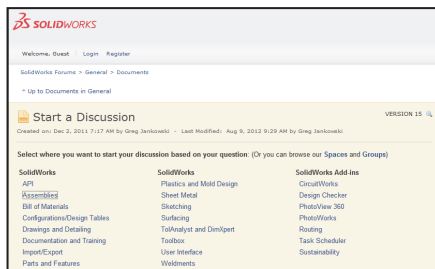 SOLIDWORKS
Welcome, Guest Login Register
SolidWorks Forums > General > Documents
^ Up to Documents in General
Start a Discussion
VERSION 15
Created on: Dec 2, 2011 7:17 AM by Greg Jankowski - Last Modified: Aug 9, 2012 9:29 AM by Greg Jankowski
Select where you want to start your discussion based on your question: (Or you can browse our Spaces and Groups)
SolidWorks SolidWorks SolidWorks Add-ins
API Plastics and Mold Design CircuitWorks
Assemblies Sheet Metal Design Checker
Bill of Materials Sketching PhotoView 360
Configurations/Design Tables Surfacing PhotoWorks
Drawings and Detailing TolAnalyst and DimXpert Routing
Documentation and Training Toolbox Task Scheduler
Import/Export User Interface Sustainability
Parts and Features Weldments